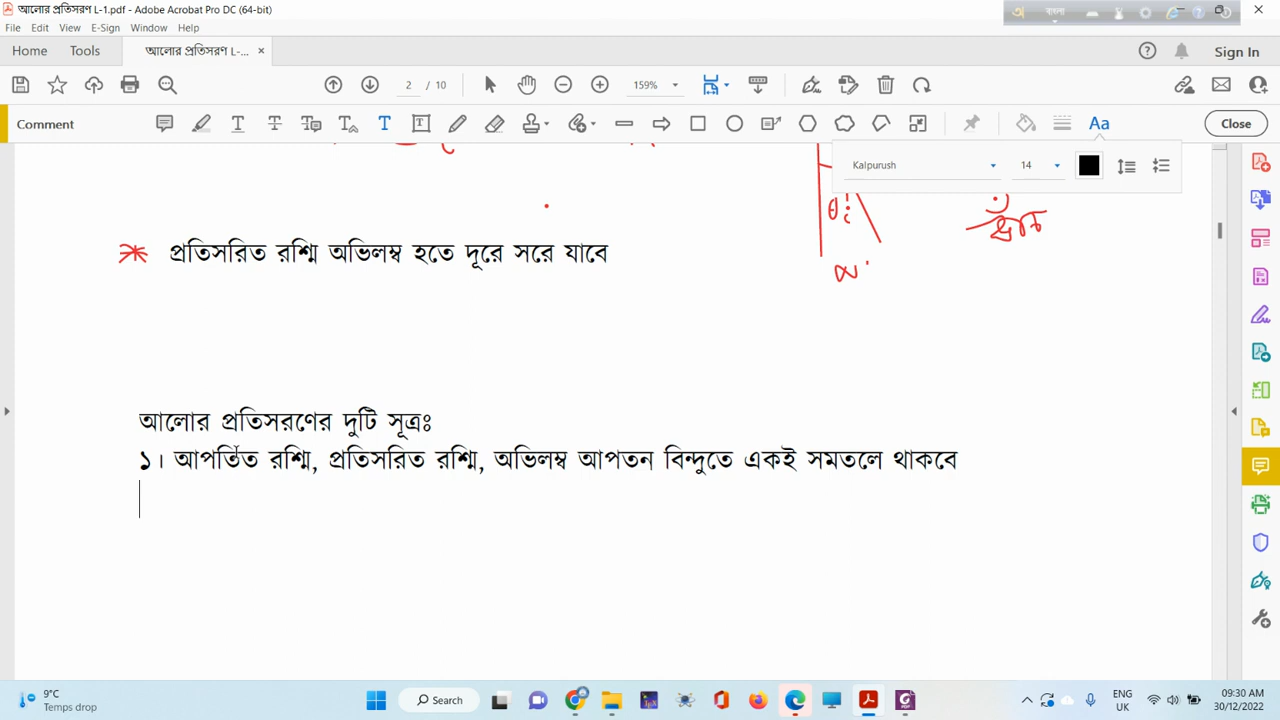 আলোর প্রতিসরণ L-1.pdf - Adobe Acrobat Pro DC (64-bit)
বাংলা
File Edit View E-Sign Window Help
Home Tools আলোর প্রতিসরণ L-... × Sign In
2 / 10 159%
Comment Close
Kalpurush 14
θi
প্রতিসরিত রশ্মি অভিলম্ব হতে দূরে সরে যাবে
আলোর প্রতিসরণের দুটি সূত্রঃ
১। আপর্তিত রশ্মি, প্রতিসরিত রশ্মি, অভিলম্ব আপতন বিন্দুতে একই সমতলে থাকবে
9°C
Temps drop
Search
ENG
UK
09:30 AM
30/12/2022